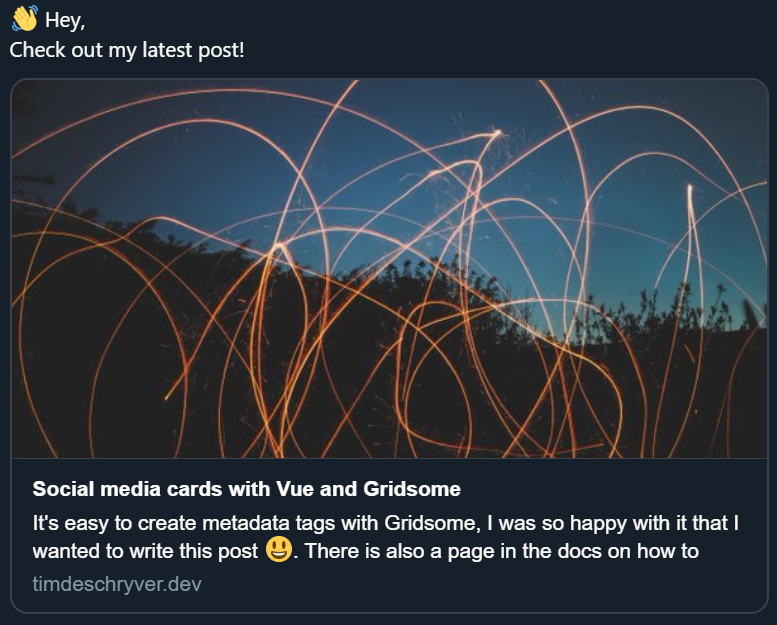 👋 Hey,
Check out my latest post!
Social media cards with Vue and Gridsome
It's easy to create metadata tags with Gridsome, I was so happy with it that I
wanted to write this post 😃. There is also a page in the docs on how to
timdeschryver.dev